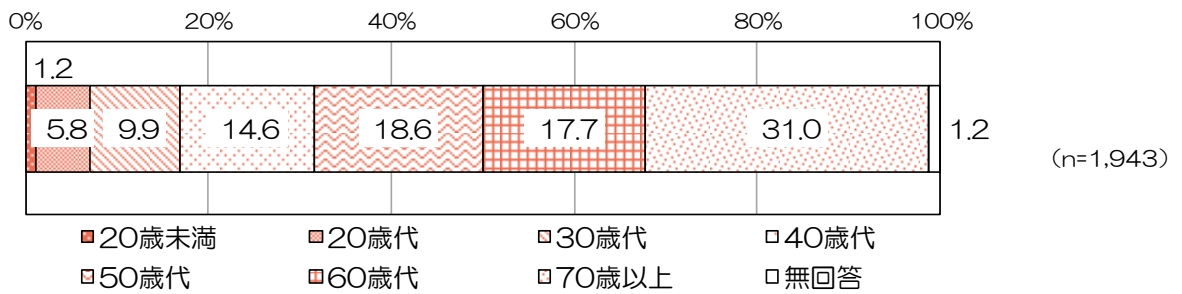 0% 20% 40% 60% 80% 100%
1.2
5.8 9.9 14.6 18.6 17.7 31.0 1.2
(n=1,943)
20歳未満 20歳代 30歳代 40歳代
50歳代 60歳代 70歳以上 無回答